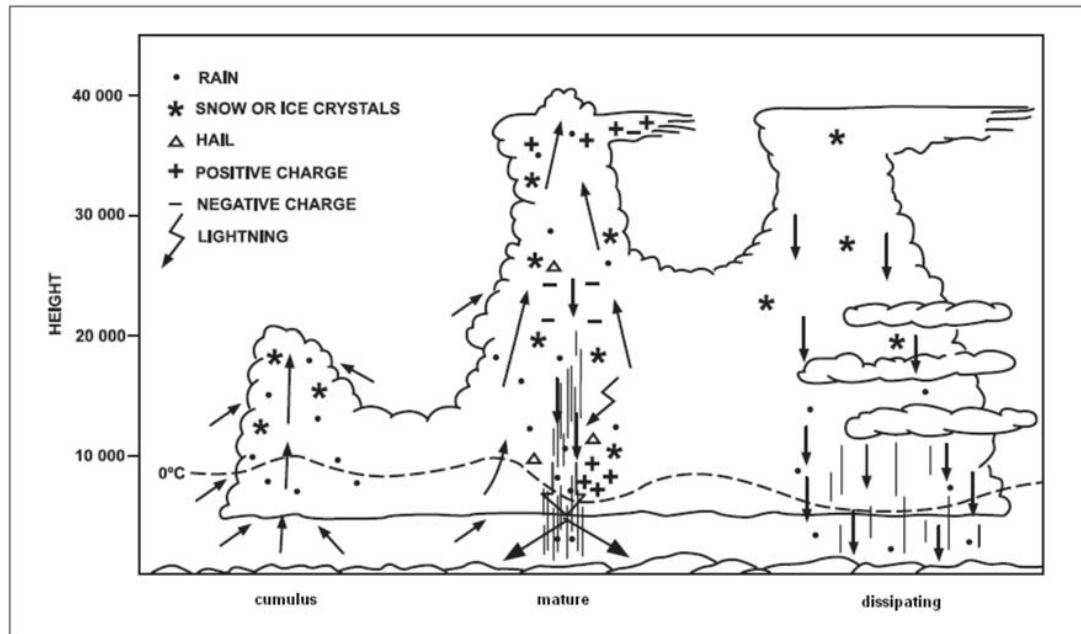 RAIN
SNOW OR ICE CRYSTALS
HAIL
POSITIVE CHARGE
NEGATIVE CHARGE
LIGHTNING
HEIGHT
40 000
30 000
20 000
10 000
0°C
cumulus
mature
dissipating